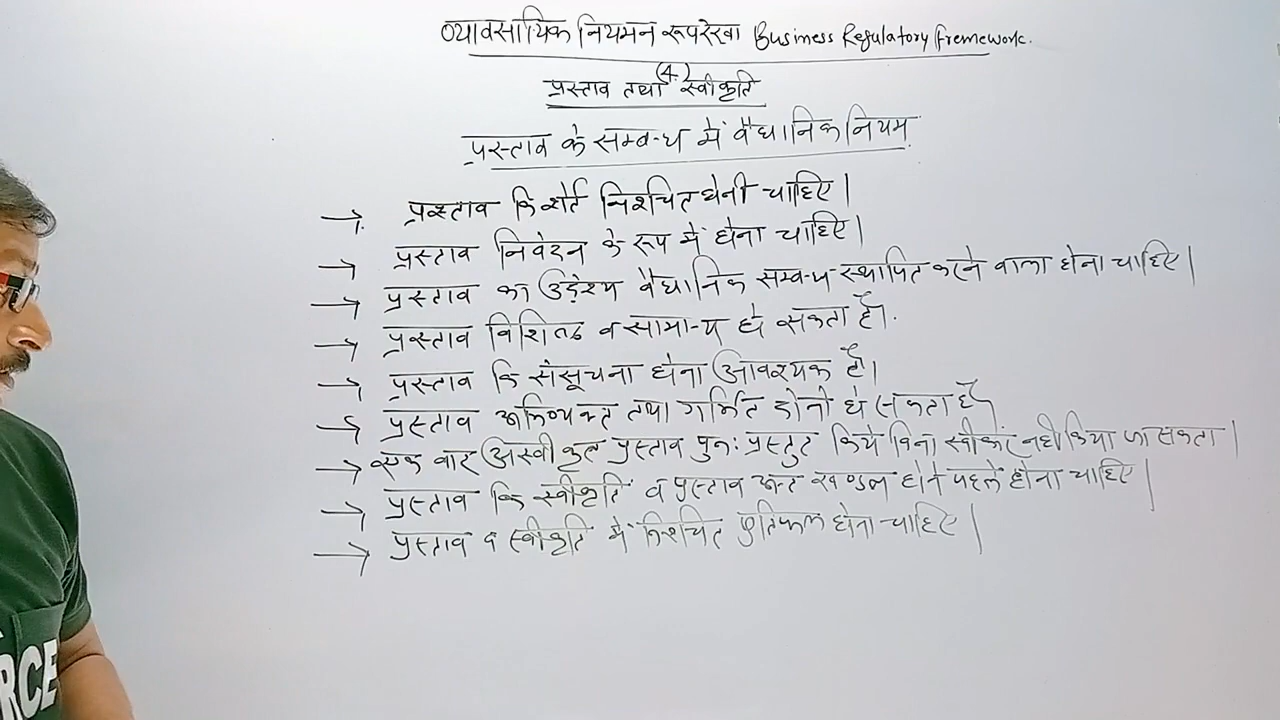 व्यावसायिक नियमन रूपरेखा Business Regulatory Fremework.
(4.)
प्रस्ताव तथा स्वीकृति
प्रस्ताव के सम्बन्ध में वैधानिक नियम
→ प्रस्ताव कि शर्ते निश्चित होनी चाहिए।
→ प्रस्ताव निवेदन के रूप में होना चाहिए।
→ प्रस्ताव का उद्देश्य वैधानिक सम्बन्ध स्थापित करने वाला होना चाहिए।
→ प्रस्ताव विशिष्ठ व सामान्य हो सकता है।
→ प्रस्ताव कि संसूचना होना आवश्यक है।
→ प्रस्ताव अभिव्यक्त तथा गर्भित दोनो हो सकता है
→ एक बार अस्वीकृत प्रस्ताव पुनः प्रस्तुट किये बिना स्वीकार नही किया जा सकता।
→ प्रस्ताव कि स्वीकृति व प्रस्ताव खण्डन होने पहले होना चाहिए।
→ प्रस्ताव व स्वीकृति में निश्चित प्रतिफल होना चाहिए।
RCE